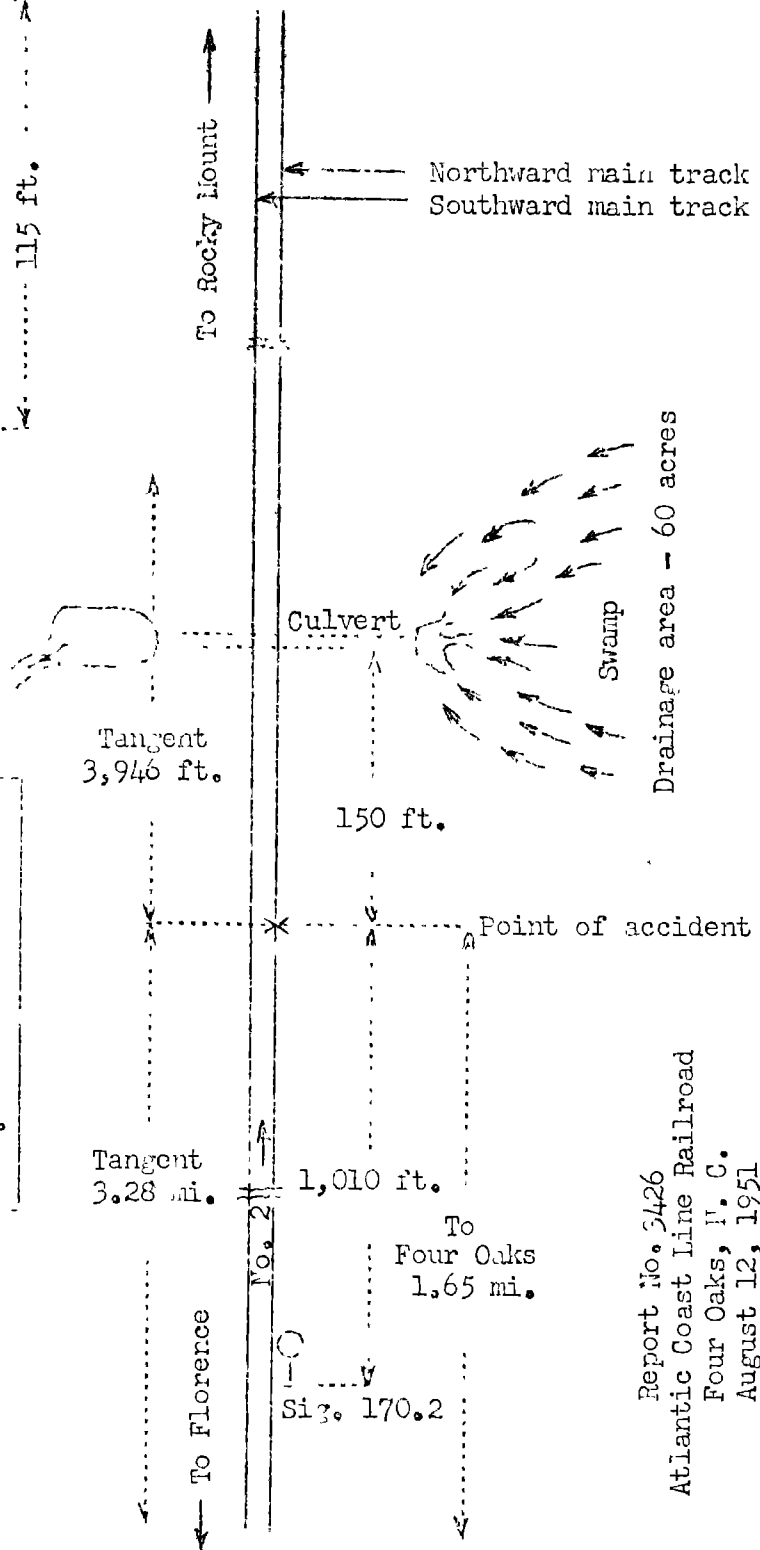 115 ft.
To Rocky Mount
Northward main track
Southward main track
Culvert
Swamp
Drainage area - 60 acres
Tangent
3,946 ft.
150 ft.
Point of accident
Tangent
3.28 mi.
1,010 ft.
No. 2
To
Four Oaks
1.65 mi.
To Florence
Sig. 170.2
Report No. 3426
Atlantic Coast Line Railroad
Four Oaks, N. C.
August 12, 1951